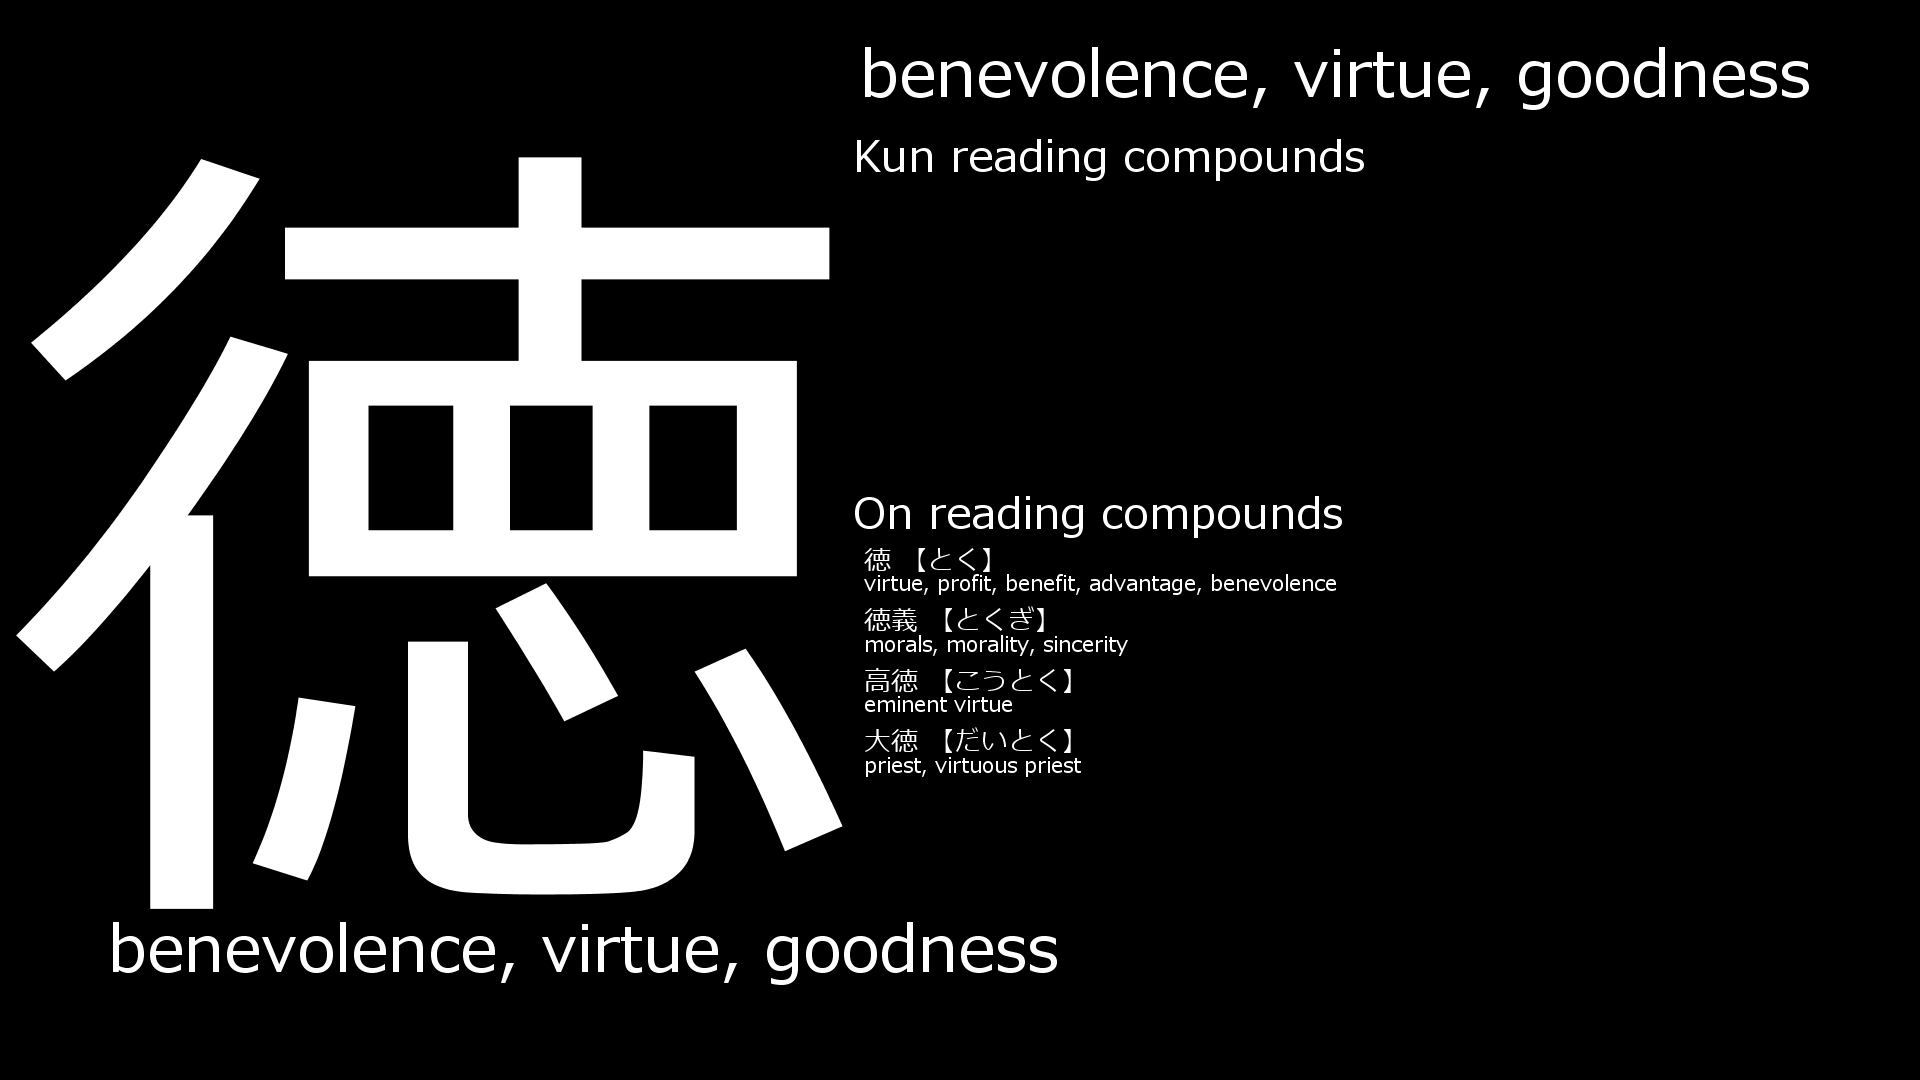 徳
benevolence, virtue, goodness
Kun reading compounds
On reading compounds
徳 【とく】
virtue, profit, benefit, advantage, benevolence
徳義 【とくぎ】
morals, morality, sincerity
高徳 【こうとく】
eminent virtue
大徳 【だいとく】
priest, virtuous priest
benevolence, virtue, goodness